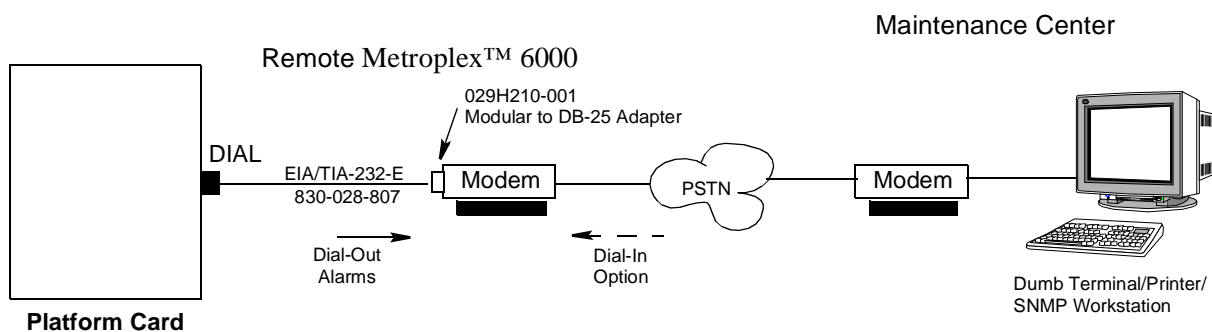 Maintenance Center
Remote Metroplex™ 6000
029H210-001
Modular to DB-25 Adapter
DIAL
EIA/TIA-232-E
830-028-807
Modem
PSTN
Modem
Dial-Out
Alarms
Dial-In
Option
Dumb Terminal/Printer/
SNMP Workstation
Platform Card